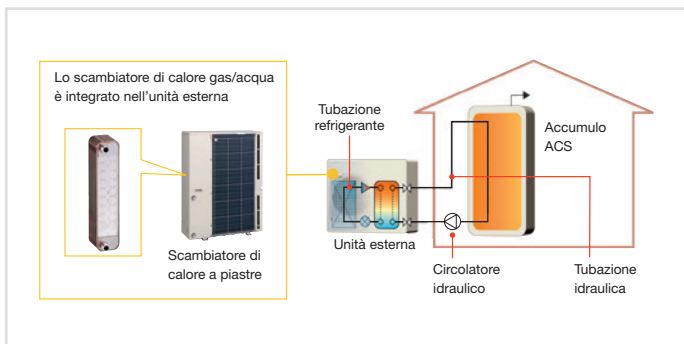 Lo scambiatore di calore gas/acqua
è integrato nell'unità esterna
Scambiatore di
calore a piastre
Tubazione
refrigerante
Unità esterna
Accumulo
ACS
Circolatore
idraulico
Tubazione
idraulica